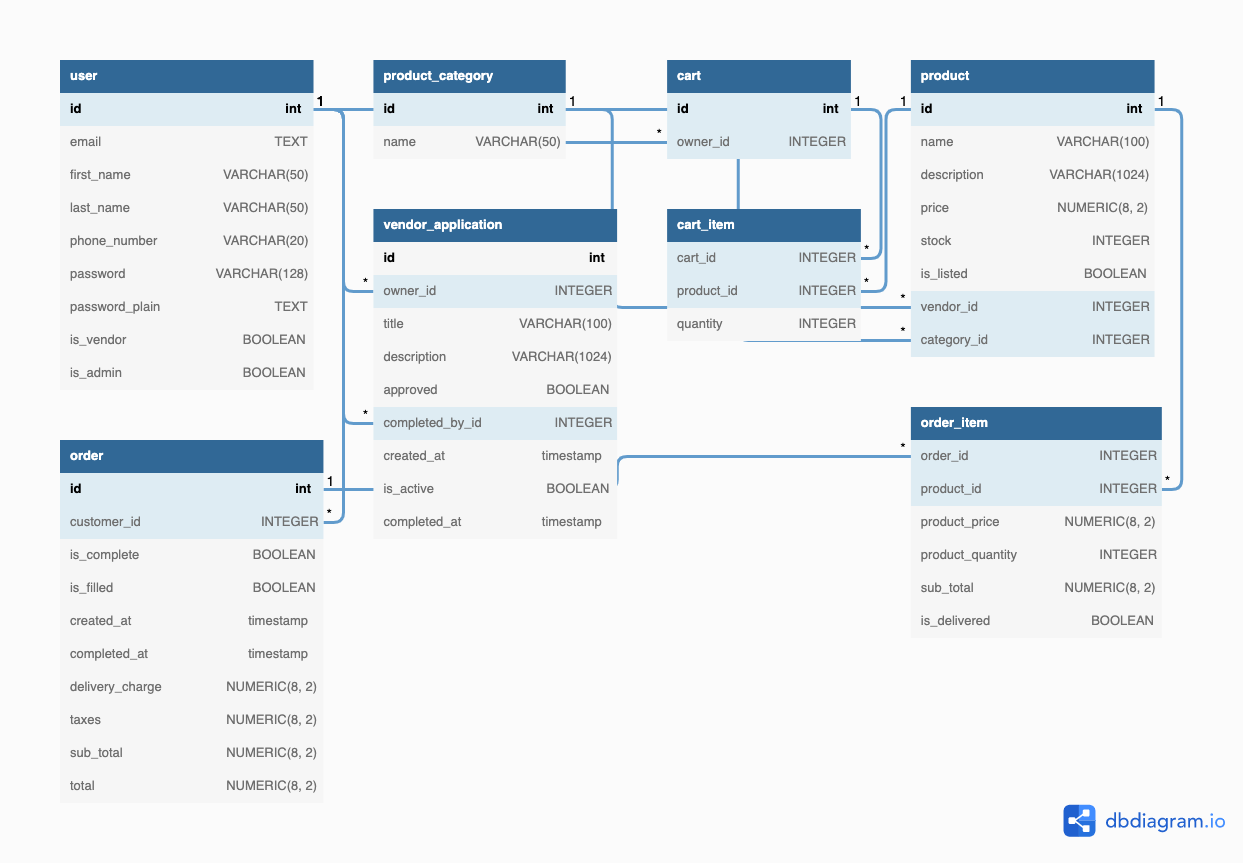 user
id int 1
email TEXT
first_name VARCHAR(50)
last_name VARCHAR(50)
phone_number VARCHAR(20)
password VARCHAR(128)
password_plain TEXT
is_vendor BOOLEAN
is_admin BOOLEAN
order
id int 1
customer_id INTEGER *
is_complete BOOLEAN
is_filled BOOLEAN
created_at timestamp
completed_at timestamp
delivery_charge NUMERIC(8, 2)
taxes NUMERIC(8, 2)
sub_total NUMERIC(8, 2)
total NUMERIC(8, 2)
product_category
id int 1
name VARCHAR(50)
vendor_application
id int
* owner_id INTEGER
title VARCHAR(100)
description VARCHAR(1024)
approved BOOLEAN
* completed_by_id INTEGER
created_at timestamp
is_active BOOLEAN
completed_at timestamp
cart
id int 1
* owner_id INTEGER
cart_item
cart_id INTEGER *
product_id INTEGER *
quantity INTEGER
product
1 id int 1
name VARCHAR(100)
description VARCHAR(1024)
price NUMERIC(8, 2)
stock INTEGER
is_listed BOOLEAN
* vendor_id INTEGER
* category_id INTEGER
order_item
* order_id INTEGER
product_id INTEGER *
product_price NUMERIC(8, 2)
product_quantity INTEGER
sub_total NUMERIC(8, 2)
is_delivered BOOLEAN
dbdiagram.io